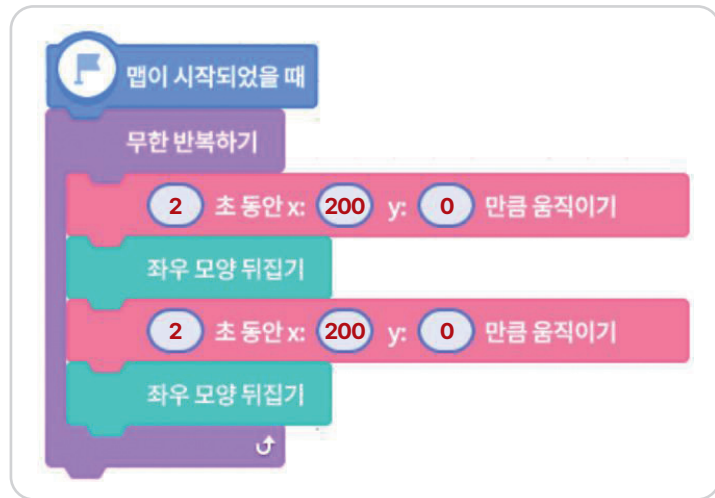 맵이 시작되었을 때
무한 반복하기
2 초 동안 x: 200 y: 0 만큼 움직이기
좌우 모양 뒤집기
2 초 동안 x: 200 y: 0 만큼 움직이기
좌우 모양 뒤집기